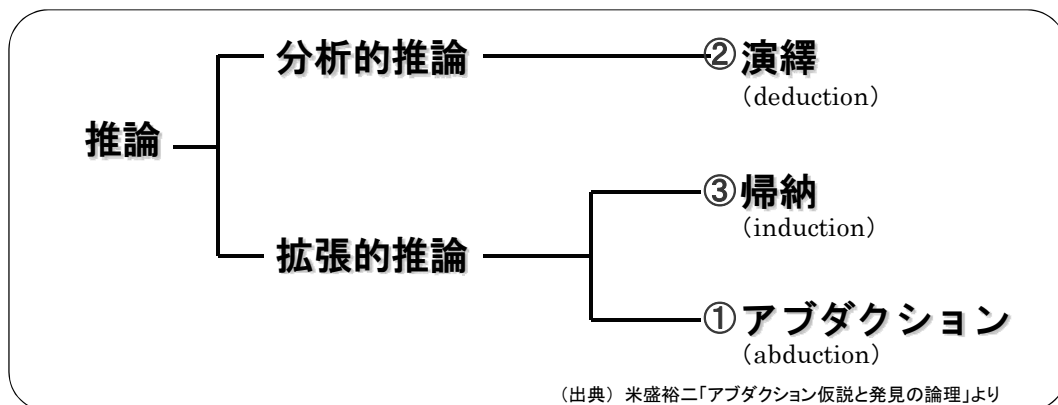 分析的推論
②演繹
(deduction)
推論
③帰納
(induction)
拡張的推論
①アブダクション
(abduction)
(出典) 米盛裕二「アブダクション仮説と発見の論理」より